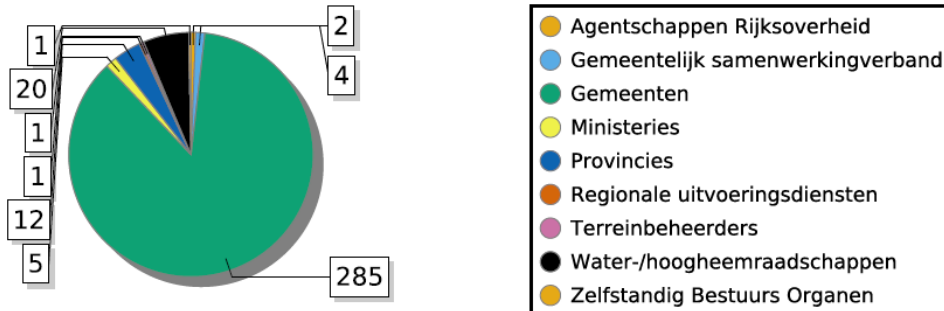 1
20
1
1
12
5
2
4
285
Agentschappen Rijksoverheid
Gemeentelijk samenwerkingverband
Gemeenten
Ministeries
Provincies
Regionale uitvoeringsdiensten
Terreinbeheerders
Water-/hoogheemraadschappen
Zelfstandig Bestuurs Organen